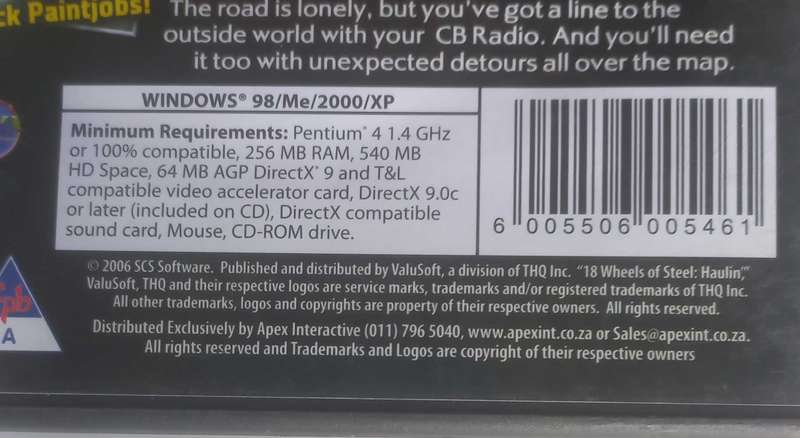 ck Paintjobs!
The road is lonely, but you've got a line to the
outside world with your CB Radio. And you'll need
it too with unexpected detours all over the map.
WINDOWS® 98/Me/2000/XP
Minimum Requirements: Pentium® 4 1.4 GHz
or 100% compatible, 256 MB RAM, 540 MB
HD Space, 64 MB AGP DirectX® 9 and T&L
compatible video accelerator card, DirectX 9.0c
or later (included on CD), DirectX compatible
sound card, Mouse, CD-ROM drive.
6 005506 005461
© 2006 SCS Software. Published and distributed by ValuSoft, a division of THQ Inc. "18 Wheels of Steel: Haulin',"
ValuSoft, THQ and their respective logos are service marks, trademarks and/or registered trademarks of THQ Inc.
All other trademarks, logos and copyrights are property of their respective owners. All rights reserved.
Distributed Exclusively by Apex Interactive (011) 796 5040, www.apexint.co.za or Sales@apexint.co.za.
All rights reserved and Trademarks and Logos are copyright of their respective owners
fpb
A